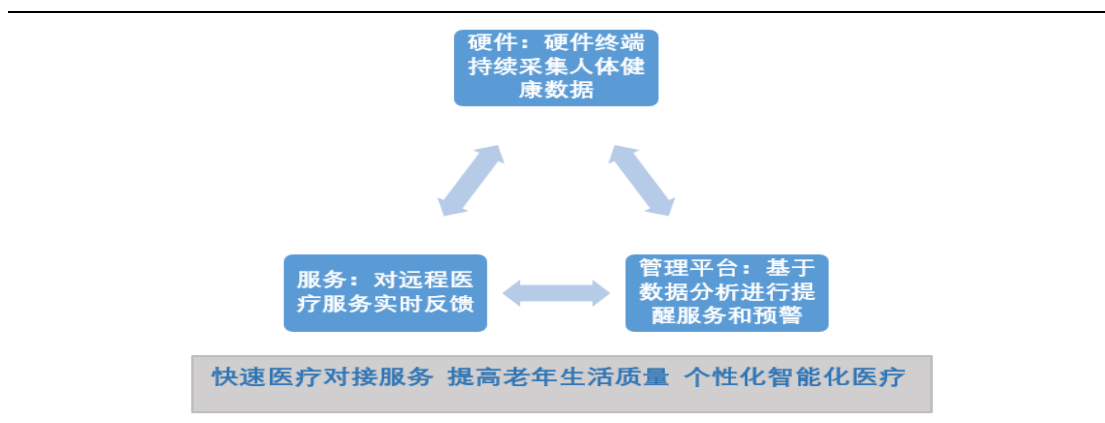 硬件：硬件终端
持续采集人体健
康数据
服务：对远程医
疗服务实时反馈
管理平台：基于
数据分析进行提
醒服务和预警
快速医疗对接服务 提高老年生活质量 个性化智能化医疗